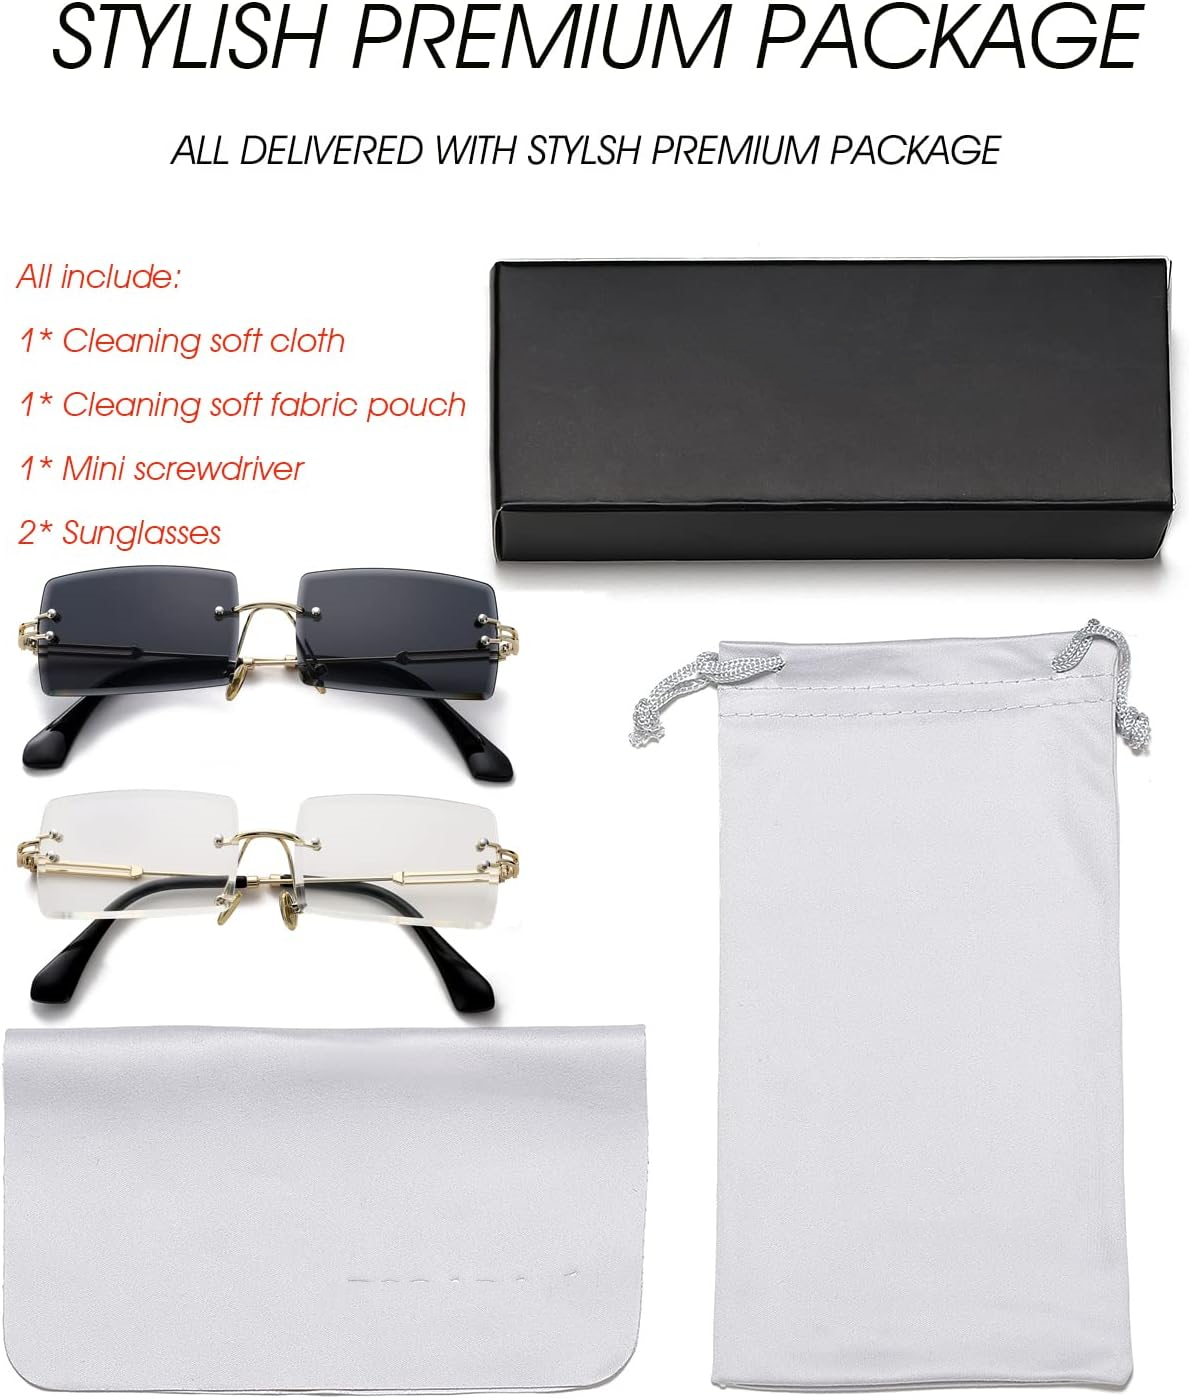 STYLISH PREMIUM PACKAGE
ALL DELIVERED WITH STYLSH PREMIUM PACKAGE
All include:
1* Cleaning soft cloth
1* Cleaning soft fabric pouch
1* Mini screwdriver
2* Sunglasses